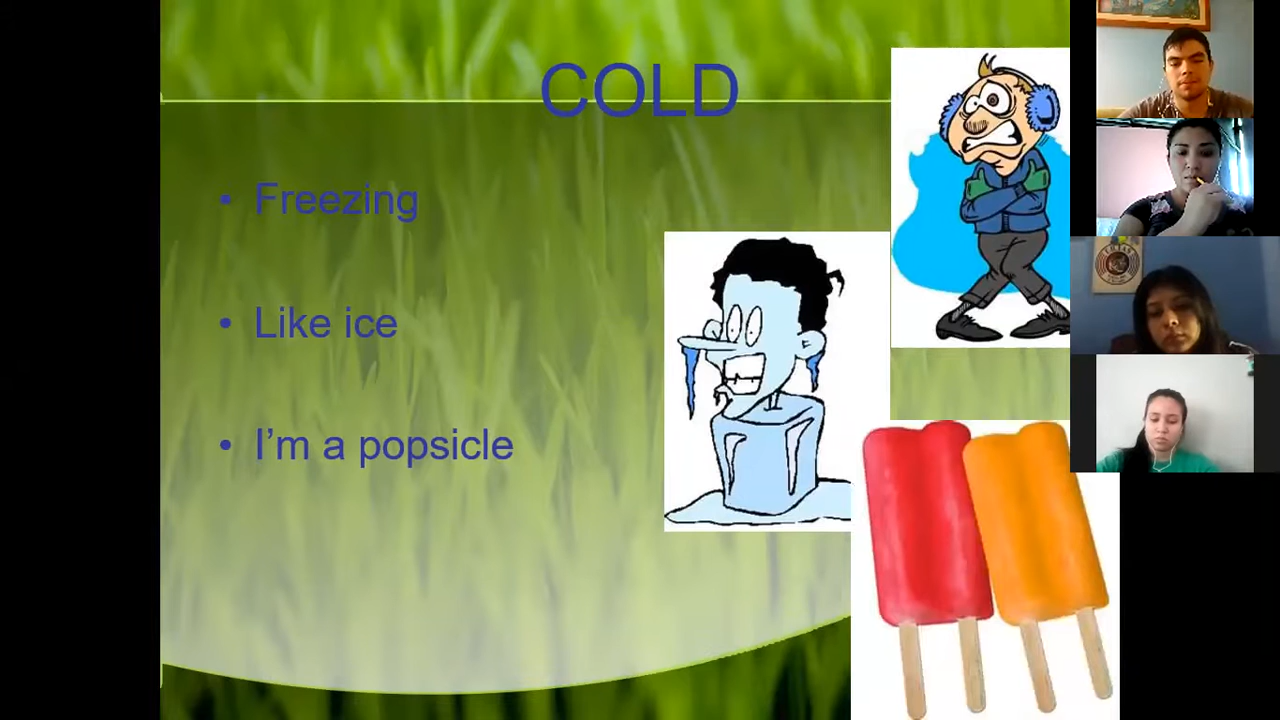 COLD
• Freezing
• Like ice
• I'm a popsicle